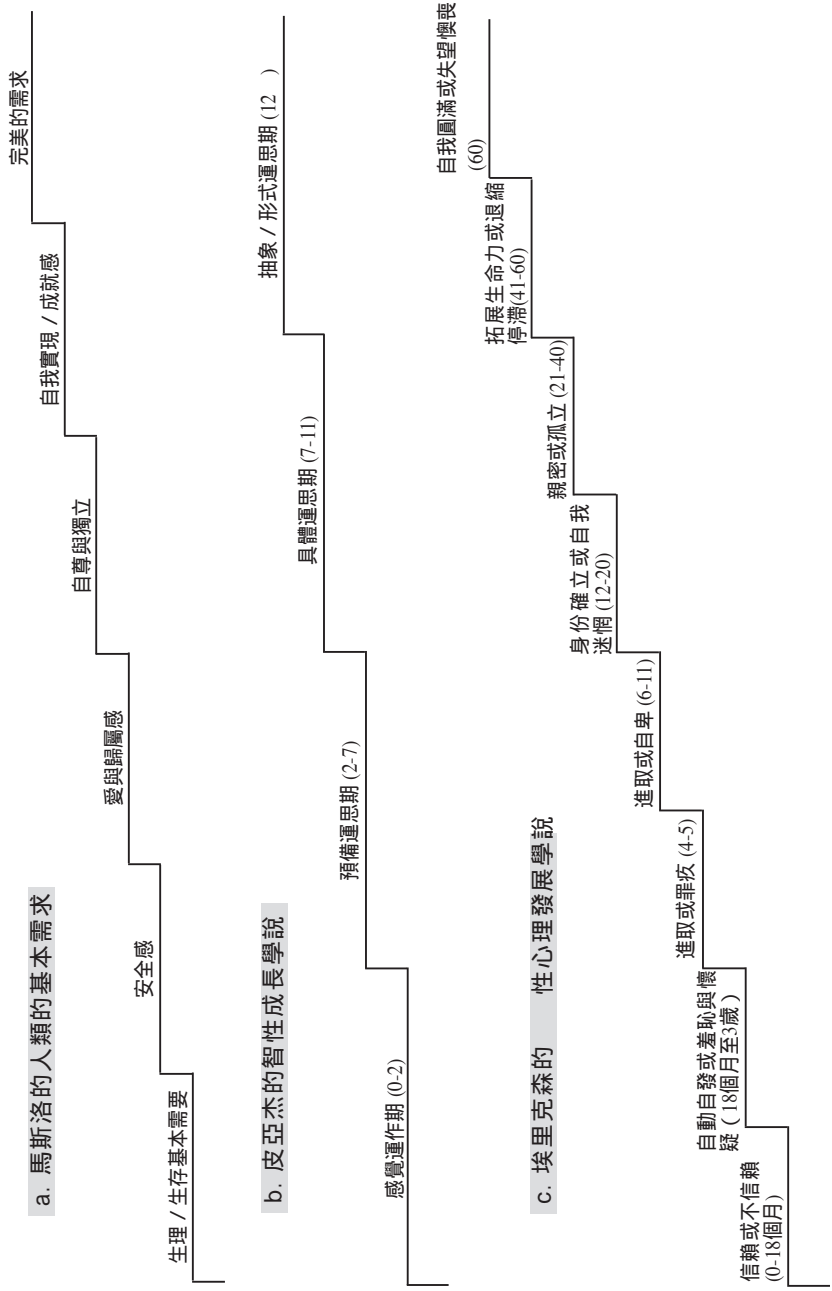 a. 馬斯洛的人類的基本需求
生理 / 生存基本需要
安全感
愛與歸屬感
自尊與獨立
自我實現 / 成就感
完美的需求
b. 皮亞杰的智性成長學說
感覺運作期 (0-2)
預備運思期 (2-7)
具體運思期 (7-11)
抽象 / 形式運思期 (12 )
c. 埃里克森的 性心理發展學說
信賴或不信賴
(0-18個月)
自動自發或羞恥與懷
疑 ( 18個月至3歲 )
進取或罪疚 (4-5)
進取或自卑 (6-11)
身份確立或自我
迷惘 (12-20)
親密或孤立 (21-40)
拓展生命力或退縮
停滯(41-60)
自我圓滿或失望懊喪
(60)